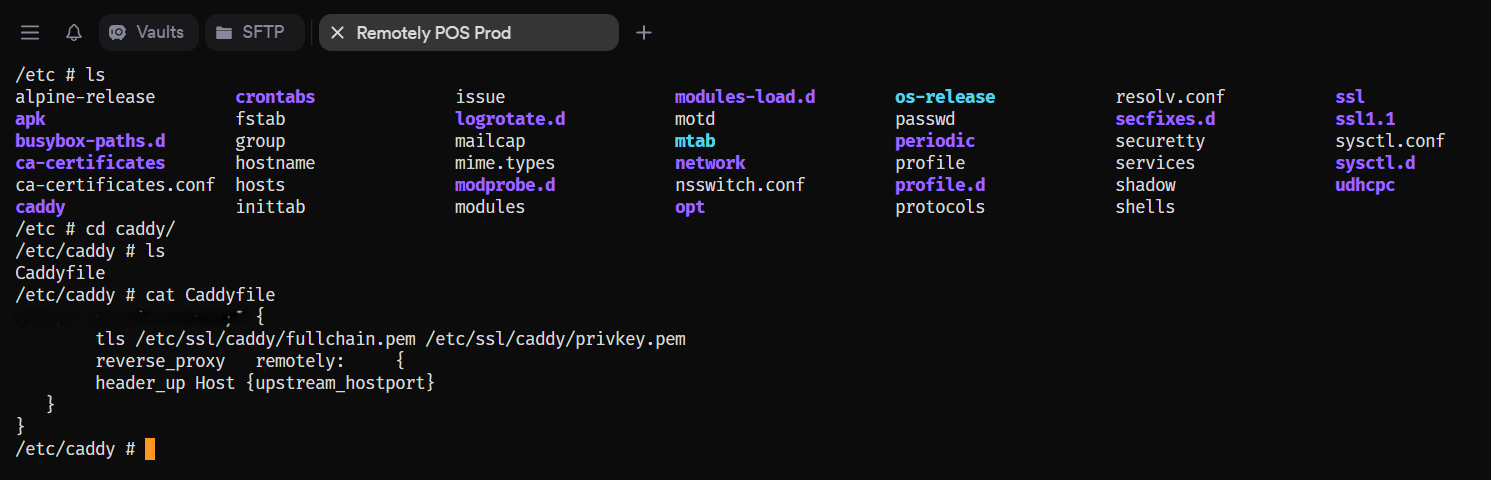 Vaults SFTP Remotely POS Prod
/etc # ls
alpine-release crontabs issue modules-load.d os-release resolv.conf ssl
apk fstab logrotate.d motd passwd secfixes.d ssl1.1
busybox-paths.d group mailcap mtab periodic securetty sysctl.conf
ca-certificates hostname mime.types network profile services sysctl.d
ca-certificates.conf hosts modprobe.d nsswitch.conf profile.d shadow udhcpc
caddy inittab modules opt protocols shells
/etc # cd caddy/
/etc/caddy # ls
Caddyfile
/etc/caddy # cat Caddyfile
{
tls /etc/ssl/caddy/fullchain.pem /etc/ssl/caddy/privkey.pem
reverse_proxy remotely: {
header_up Host {upstream_hostport}
}
}
/etc/caddy #